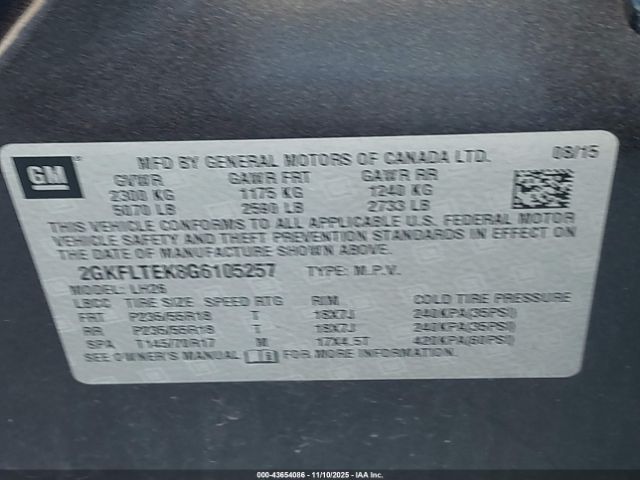 GM
MFD BY GENERAL MOTORS OF CANADA LTD. 08/15
GVWR GAWR FRT GAWR RR
2300 KG 1175 KG 1240 KG
5070 LB 2590 LB 2733 LB
THIS VEHICLE CONFORMS TO ALL APPLICABLE U.S. FEDERAL MOTOR
VEHICLE SAFETY AND THEFT PREVENTION STANDARDS IN EFFECT ON
THE DATE OF MANUFACTURE SHOWN ABOVE.
2GKFLTEK8G6105257 TYPE: M.P.V.
MODEL: LH26
LBCC TIRE SIZE SPEED RTG RIM COLD TIRE PRESSURE
FRT P235/55R18 T 18X7J 240KPA(35PSI)
RR P235/55R18 T 18X7J 240KPA(35PSI)
SPA T145/70R17 M 17X4.5T 420KPA(60PSI)
SEE OWNER'S MANUAL FOR MORE INFORMATION.
000-43654086 - 11/10/2025 - IAA Inc.